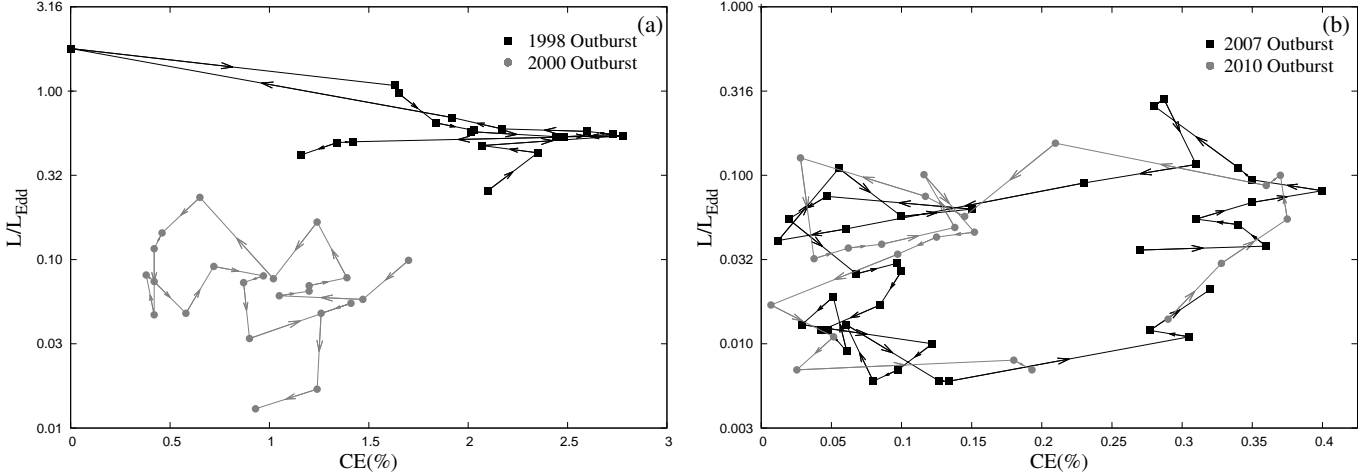 (a)
1998 Outburst
2000 Outburst
3.16
1.00
0.32
0.10
0.03
0.01
L/LEdd
0 0.5 1 1.5 2 2.5 3
CE(%)
(b)
2007 Outburst
2010 Outburst
1.000
0.316
0.100
0.032
0.010
0.003
L/LEdd
0 0.05 0.1 0.15 0.2 0.25 0.3 0.35 0.4
CE(%)